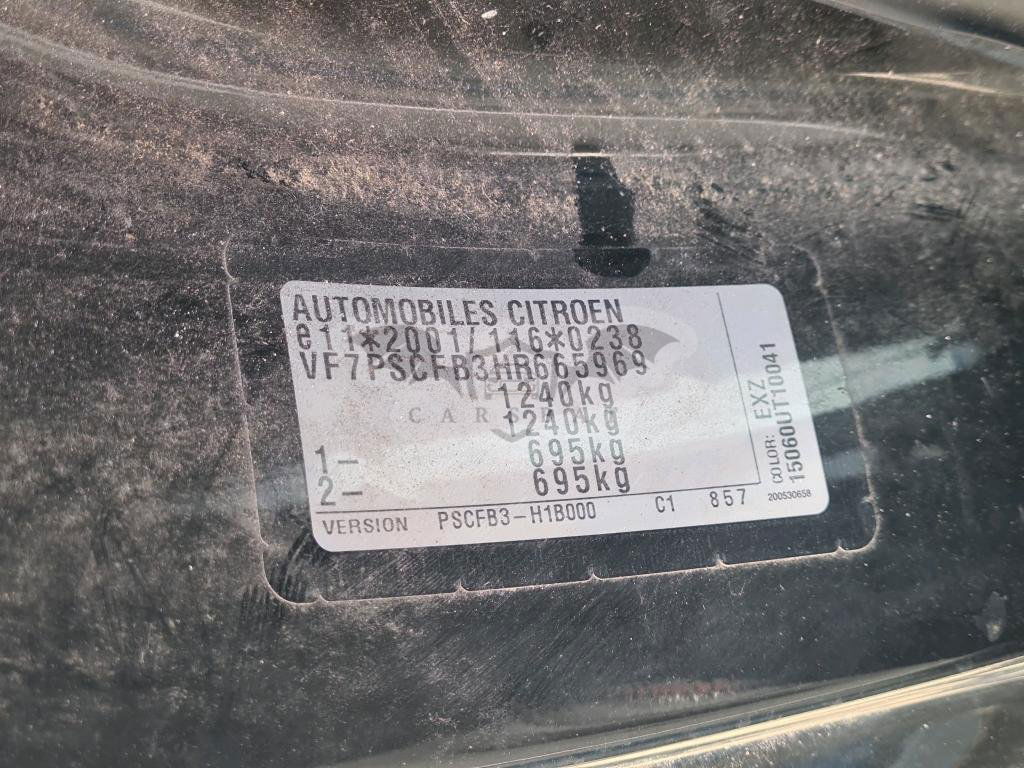 AUTOMOBILES CITROEN
e11*2001/116*0238
VF7PSCFB3HR665969
1240kg
1240kg
1- 695kg
2- 695kg
VERSION PSCFB3-H1B000 C1 857
COLOR: EXZ
15060UT10041
200530658